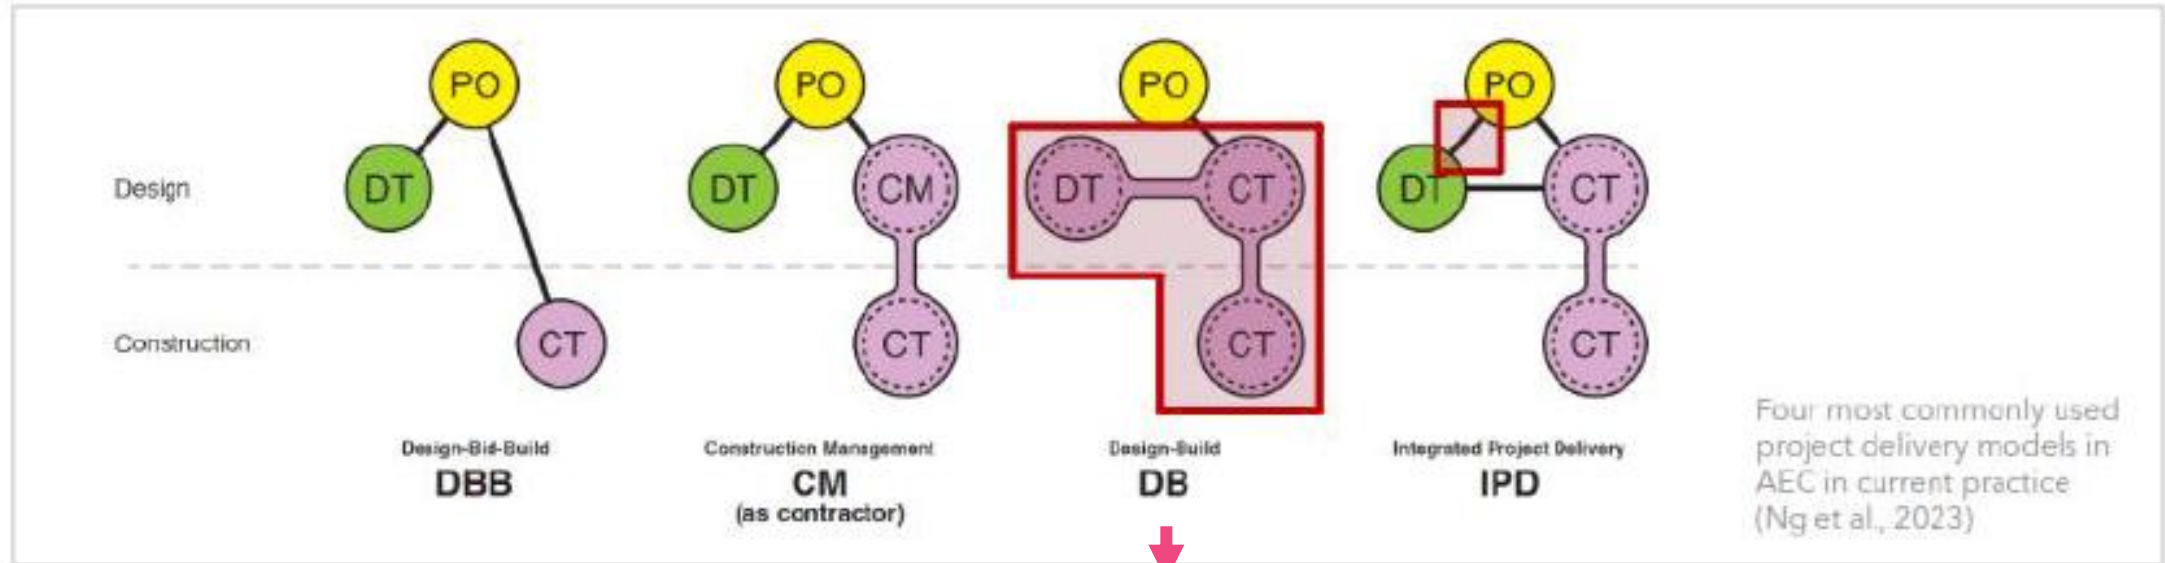 PO
PO
PO
PO
Design
DT
DT
CM
DT
CT
DT
CT
Construction
CT
CT
CT
CT
Design-Bid-Build
DBB
Construction Management
CM
(as contractor)
Design-Build
DB
Integrated Project Delivery
IPD
Four most commonly used
project delivery models in
AEC in current practice
(Ng et al., 2023)